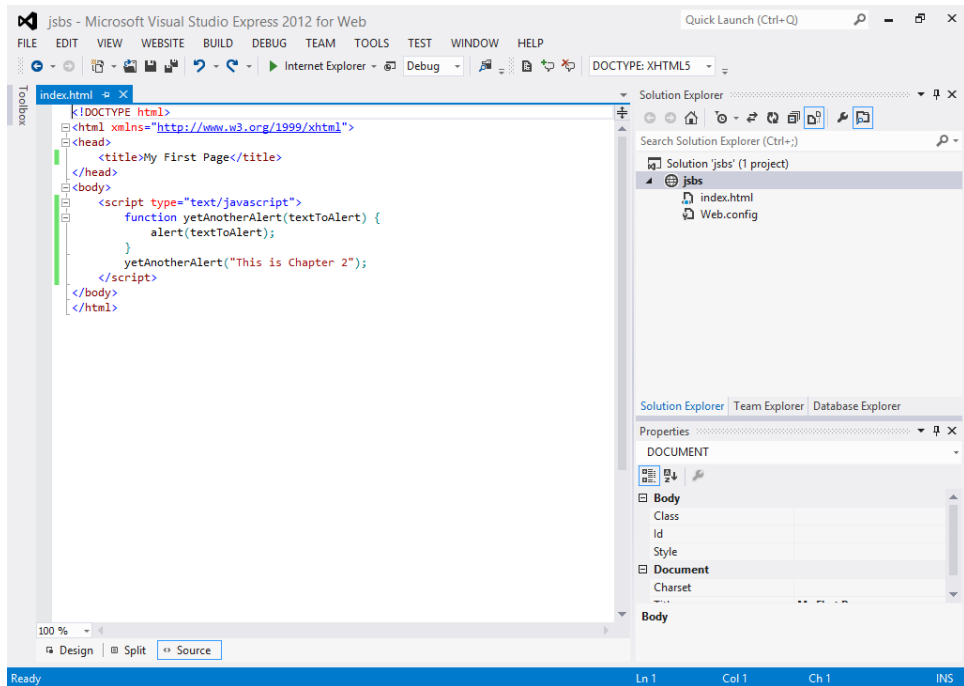 jsbs - Microsoft Visual Studio Express 2012 for Web
Quick Launch (Ctrl+Q)
FILE EDIT VIEW WEBSITE BUILD DEBUG TEAM TOOLS TEST WINDOW HELP
Internet Explorer Debug DOCTYPE: XHTML5
Toolbox
index.html
<!DOCTYPE html>
<html xmlns="http://www.w3.org/1999/xhtml">
<head>
<title>My First Page</title>
</head>
<body>
<script type="text/javascript">
function yetAnotherAlert(textToAlert) {
alert(textToAlert);
}
yetAnotherAlert("This is Chapter 2");
</script>
</body>
</html>
100 %
Design Split Source
Solution Explorer
Search Solution Explorer (Ctrl+;)
Solution 'jsbs' (1 project)
jsbs
index.html
Web.config
Solution Explorer Team Explorer Database Explorer
Properties
DOCUMENT
Body
Class
Id
Style
Document
Charset
Body
Ready Ln 1 Col 1 Ch 1 INS